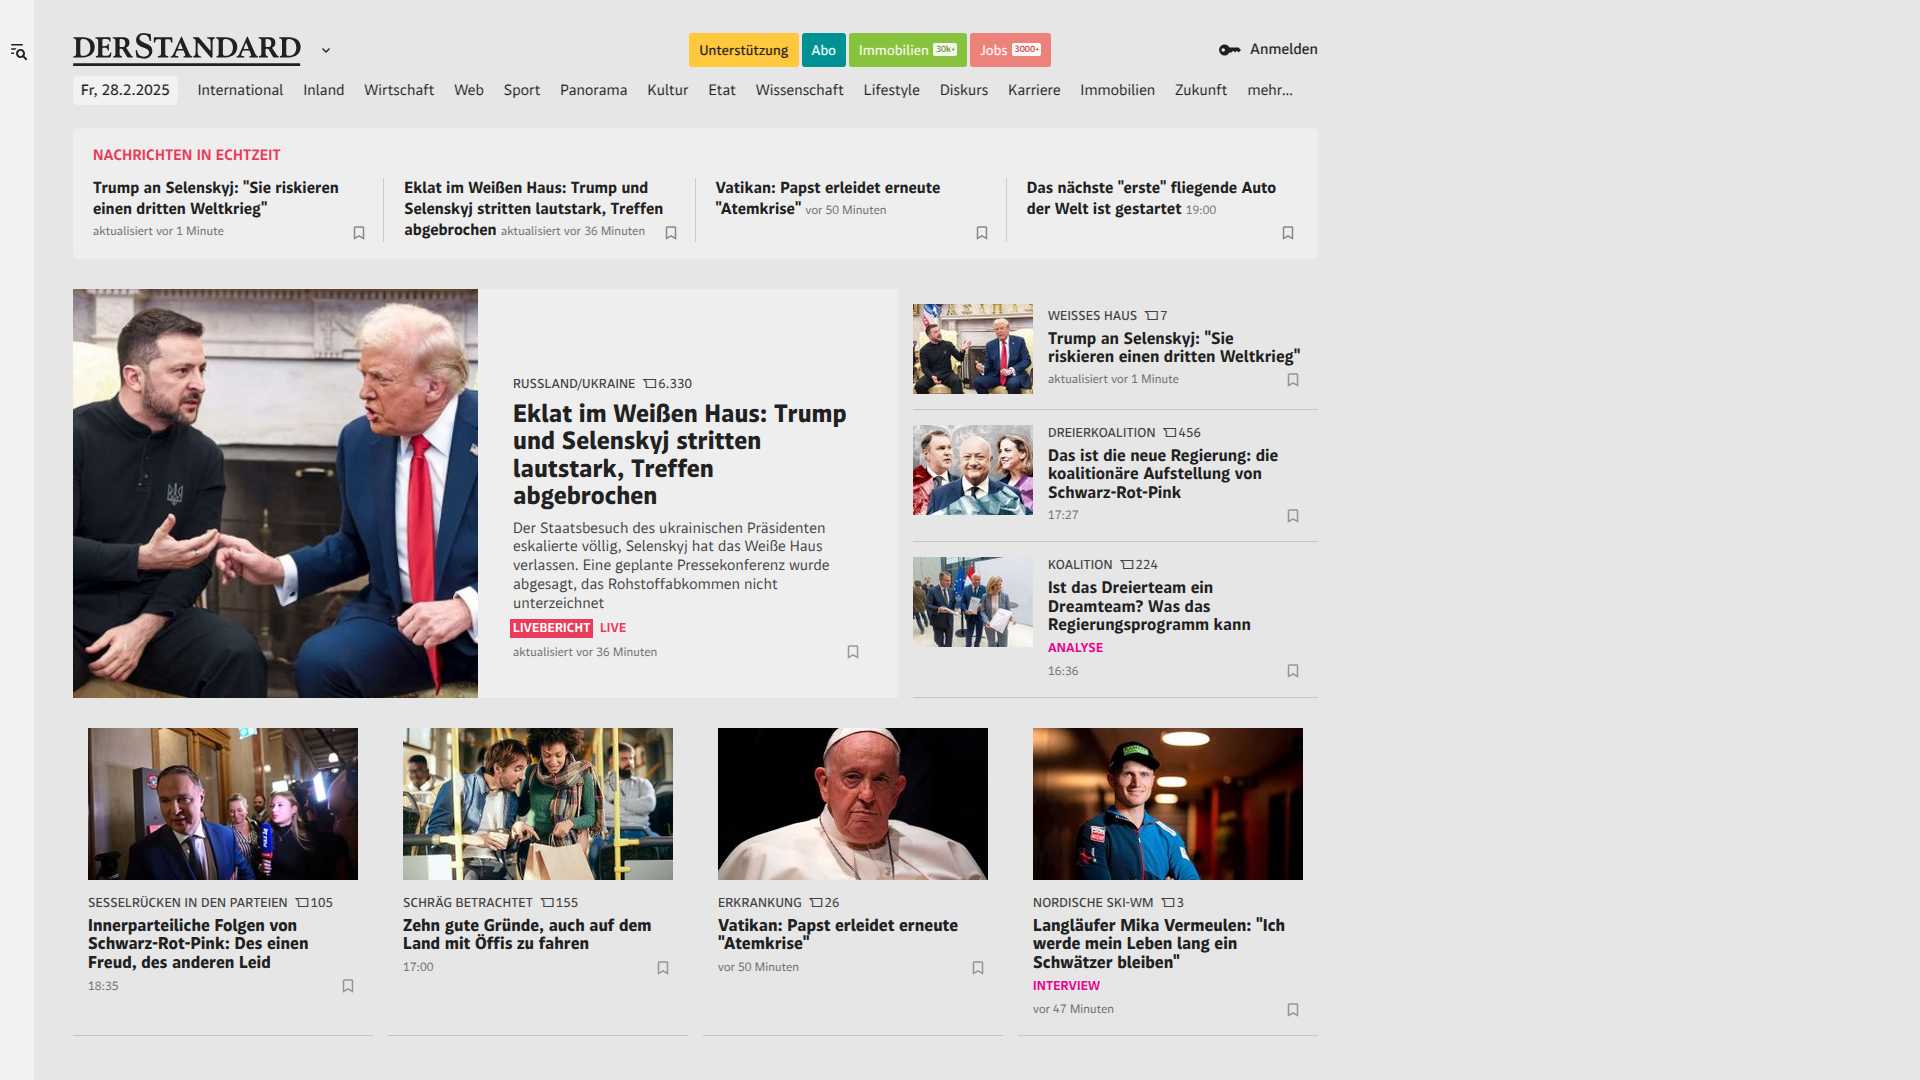 DERSTANDARD
Unterstützung
Abo
Immobilien 30k+
Jobs 3000+
Anmelden
Fr, 28.2.2025
International
Inland
Wirtschaft
Web
Sport
Panorama
Kultur
Etat
Wissenschaft
Lifestyle
Diskurs
Karriere
Immobilien
Zukunft
mehr...
NACHRICHTEN IN ECHTZEIT
Trump an Selenskyj: "Sie riskieren
einen dritten Weltkrieg"
aktualisiert vor 1 Minute
Eklat im Weißen Haus: Trump und
Selenskyj stritten lautstark, Treffen
abgebrochen aktualisiert vor 36 Minuten
Vatikan: Papst erleidet erneute
"Atemkrise" vor 50 Minuten
Das nächste "erste" fliegende Auto
der Welt ist gestartet 19:00
RUSSLAND/UKRAINE 6.330
Eklat im Weißen Haus: Trump
und Selenskyj stritten
lautstark, Treffen
abgebrochen
Der Staatsbesuch des ukrainischen Präsidenten
eskalierte völlig, Selenskyj hat das Weiße Haus
verlassen. Eine geplante Pressekonferenz wurde
abgesagt, das Rohstoffabkommen nicht
unterzeichnet
LIVEBERICHT LIVE
aktualisiert vor 36 Minuten
WEISSES HAUS 7
Trump an Selenskyj: "Sie
riskieren einen dritten Weltkrieg"
aktualisiert vor 1 Minute
DREIERKOALITION 456
Das ist die neue Regierung: die
koalitionäre Aufstellung von
Schwarz-Rot-Pink
17:27
KOALITION 224
Ist das Dreierteam ein
Dreamteam? Was das
Regierungsprogramm kann
ANALYSE
16:36
SESSELRÜCKEN IN DEN PARTEIEN 105
Innerparteiliche Folgen von
Schwarz-Rot-Pink: Des einen
Freud, des anderen Leid
18:35
SCHRÄG BETRACHTET 155
Zehn gute Gründe, auch auf dem
Land mit Öffis zu fahren
17:00
ERKRANKUNG 26
Vatikan: Papst erleidet erneute
"Atemkrise"
vor 50 Minuten
NORDISCHE SKI-WM 3
Langläufer Mika Vermeulen: "Ich
werde mein Leben lang ein
Schwätzer bleiben"
INTERVIEW
vor 47 Minuten